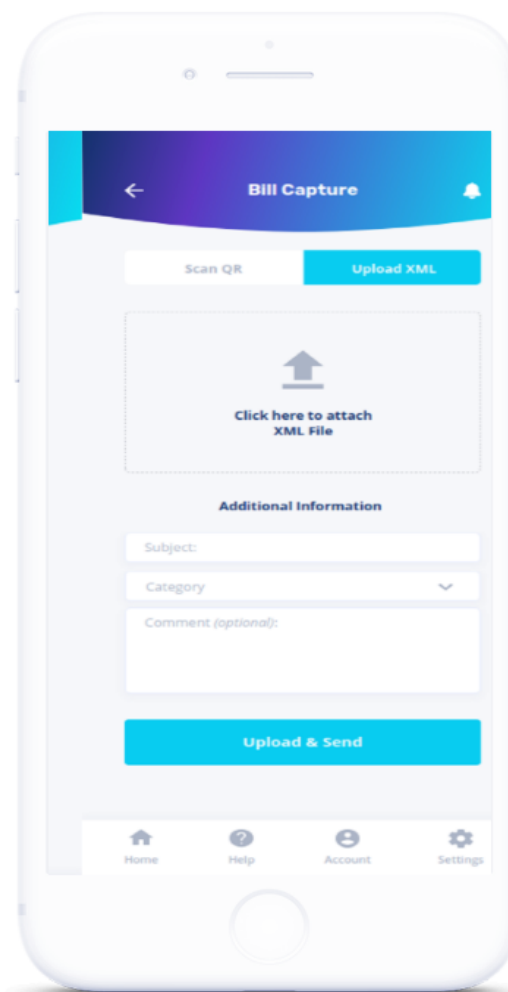 Bill Capture
Scan QR
Upload XML
Click here to attach
XML File
Additional Information
Subject:
Category
Comment (optional):
Upload & Send
Home
Help
Account
Settings